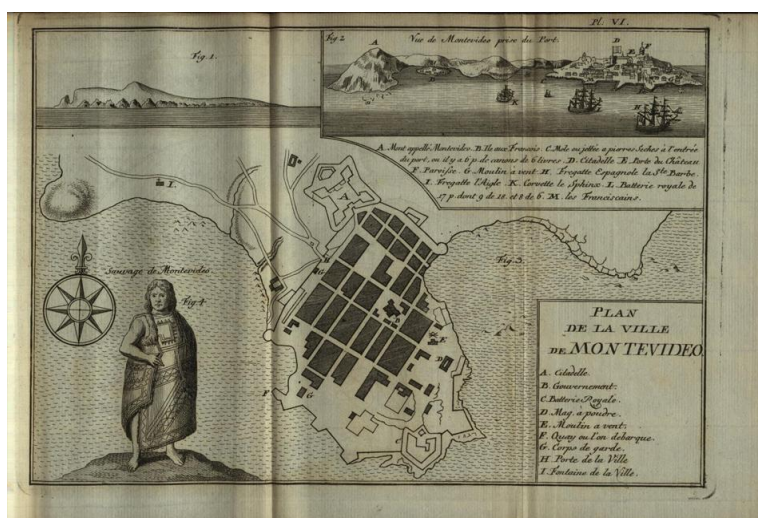 Pl. VI.
Fig. 1.
Fig 2
Vue de Montevideo prise du Port.
A
D
E
F
B
K
I
H
A. Mont appellé Montevideo. B. Ile aux Francois. C. Mole ou jettée a pierres Seches à l'entrée
du port, ou il y a 6 p. de canons de 6 livres. D. Citadelle. E. Porte du Château
F. Paroisse. G. Moulin a vent. H. Fregatte Espagnole la Ste Barbe.
I. Fregatte l'Aigle. K. Corvette le Sphinx. L. Batterie royale de
17 p. dont 9 de 18. et 8 de 6. M. les Franciscains.
I.
A
H
G
Fig. 3.
Sauvage de Montevideo
Fig. 4
B
E
D
F
G
PLAN
DE LA VILLE
DE MONTEVIDEO.
A. Citadelle.
B. Gouvernement.
C. Batterie Royale.
D. Mag. à poudre.
E. Moulin a vent.
F. Quay ou l'on debarque.
G. Corps de garde.
H. Porte de la Ville
I. Fontaine de la Ville.